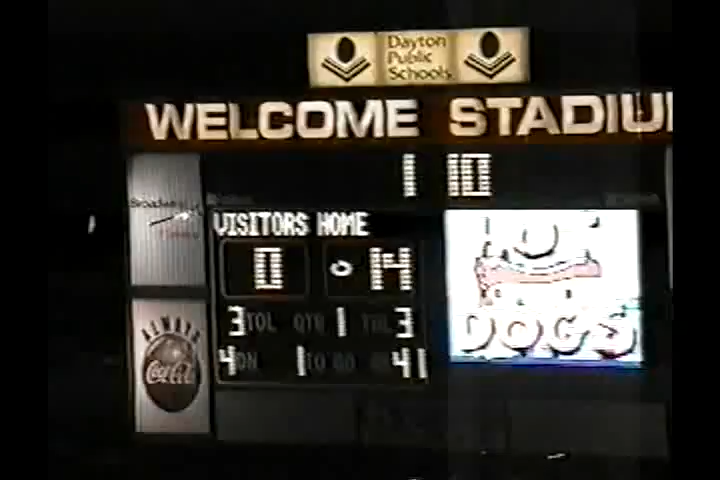 Dayton
Public
Schools
WELCOME STADIU
1 10
VISITORS HOME
0 14
3 TOL QTR 1 TOL 3
4 DN 1 TO GO 41
ALWAYS
Coca-Cola
DOGS